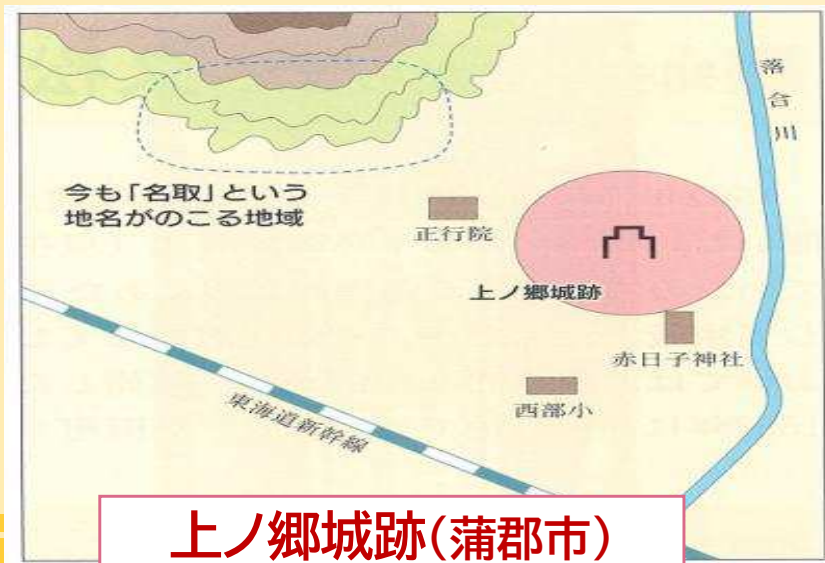 落合川
今も「名取」という
地名がのこる地域
正行院
上ノ郷城跡
赤日子神社
西部小
東海道新幹線
上ノ郷城跡(蒲郡市)